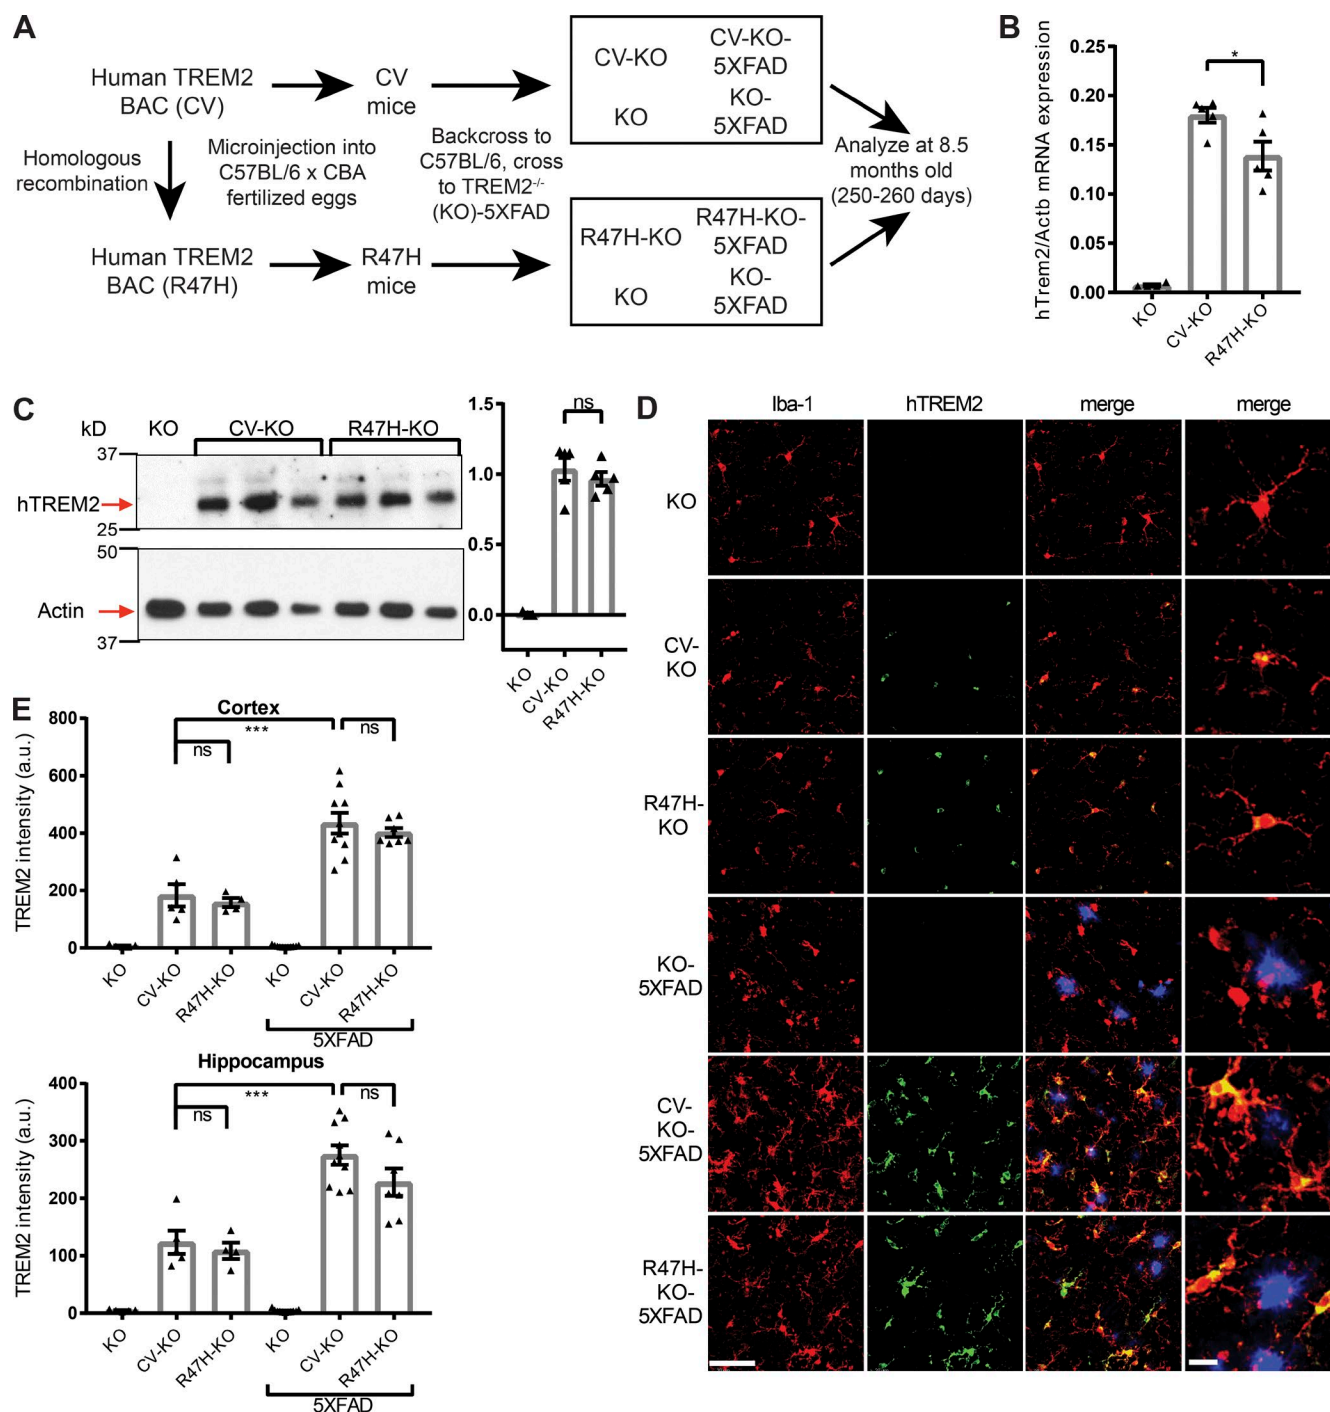 A
Human TREM2
BAC (CV)
CV
mice
CV-KO
CV-KO-
5XFAD
KO
KO-
5XFAD
Homologous
recombination
Microinjection into
C57BL/6 x CBA
fertilized eggs
Backcross to
C57BL/6, cross
to TREM2-/-
(KO)-5XFAD
Analyze at 8.5
months old
(250-260 days)
Human TREM2
BAC (R47H)
R47H
mice
R47H-KO
R47H-KO-
5XFAD
KO
KO-
5XFAD
B
hTrem2/Actb mRNA expression
0.25
0.20
0.15
0.10
0.05
0.00
*
KO
CV-KO
R47H-KO
C
kD
KO
CV-KO
R47H-KO
37
hTREM2
25
50
Actin
37
1.5
1.0
0.5
0.0
ns
KO
CV-KO
R47H-KO
D
Iba-1
hTREM2
merge
merge
KO
CV-
KO
R47H-
KO
KO-
5XFAD
CV-
KO-
5XFAD
R47H-
KO-
5XFAD
E
Cortex
TREM2 intensity (a.u.)
800
600
400
200
0
***
ns
ns
KO
CV-KO
R47H-KO
KO
CV-KO
R47H-KO
5XFAD
Hippocampus
TREM2 intensity (a.u.)
400
300
200
100
0
***
ns
ns
KO
CV-KO
R47H-KO
KO
CV-KO
R47H-KO
5XFAD